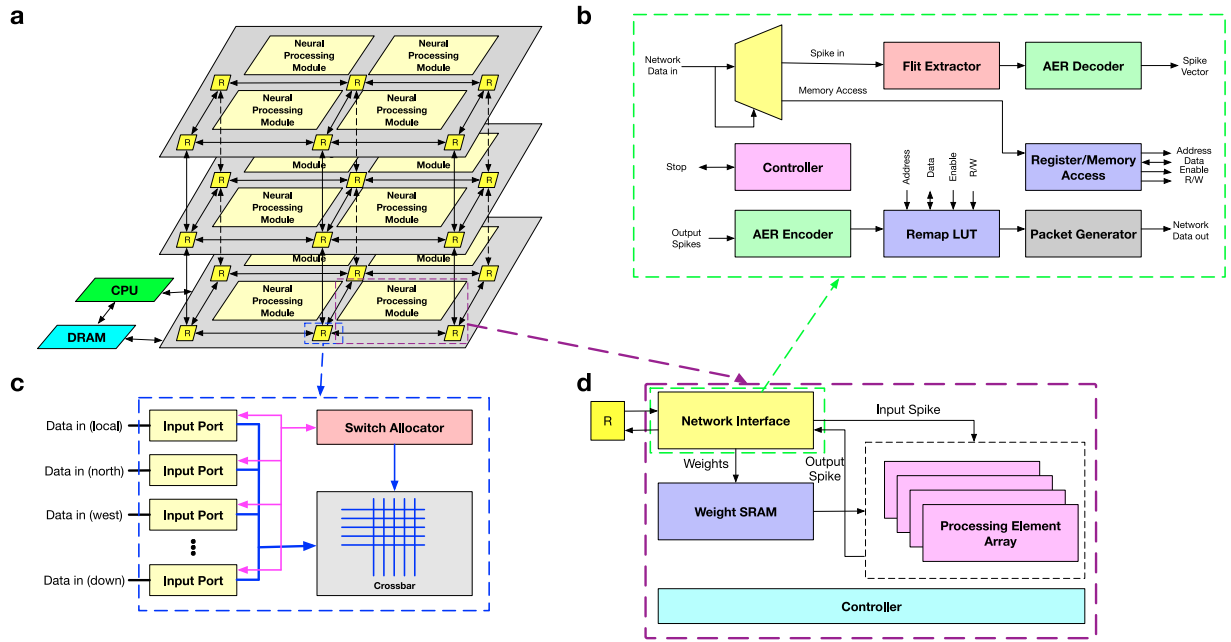 a
Neural
Processing
Module
Neural
Processing
Module
R
R
R
Neural
Processing
Module
Neural
Processing
Module
R
R
R
Module
Module
R
R
R
Neural
Processing
Module
Neural
Processing
Module
R
R
R
Module
Module
R
R
R
Neural
Processing
Module
Neural
Processing
Module
R
R
R
CPU
DRAM
b
Network
Data in
Spike in
Memory Access
Flit Extractor
AER Decoder
Spike
Vector
Stop
Controller
Address
Data
Enable
R/W
Register/Memory
Access
Address
Data
Enable
R/W
Output
Spikes
AER Encoder
Remap LUT
Packet Generator
Network
Data out
c
Data in (local)
Input Port
Switch Allocator
Data in (north)
Input Port
Data in (west)
Input Port
Data in (down)
Input Port
Crossbar
d
R
Network Interface
Input Spike
Weights
Output
Spike
Weight SRAM
Processing Element
Array
Controller